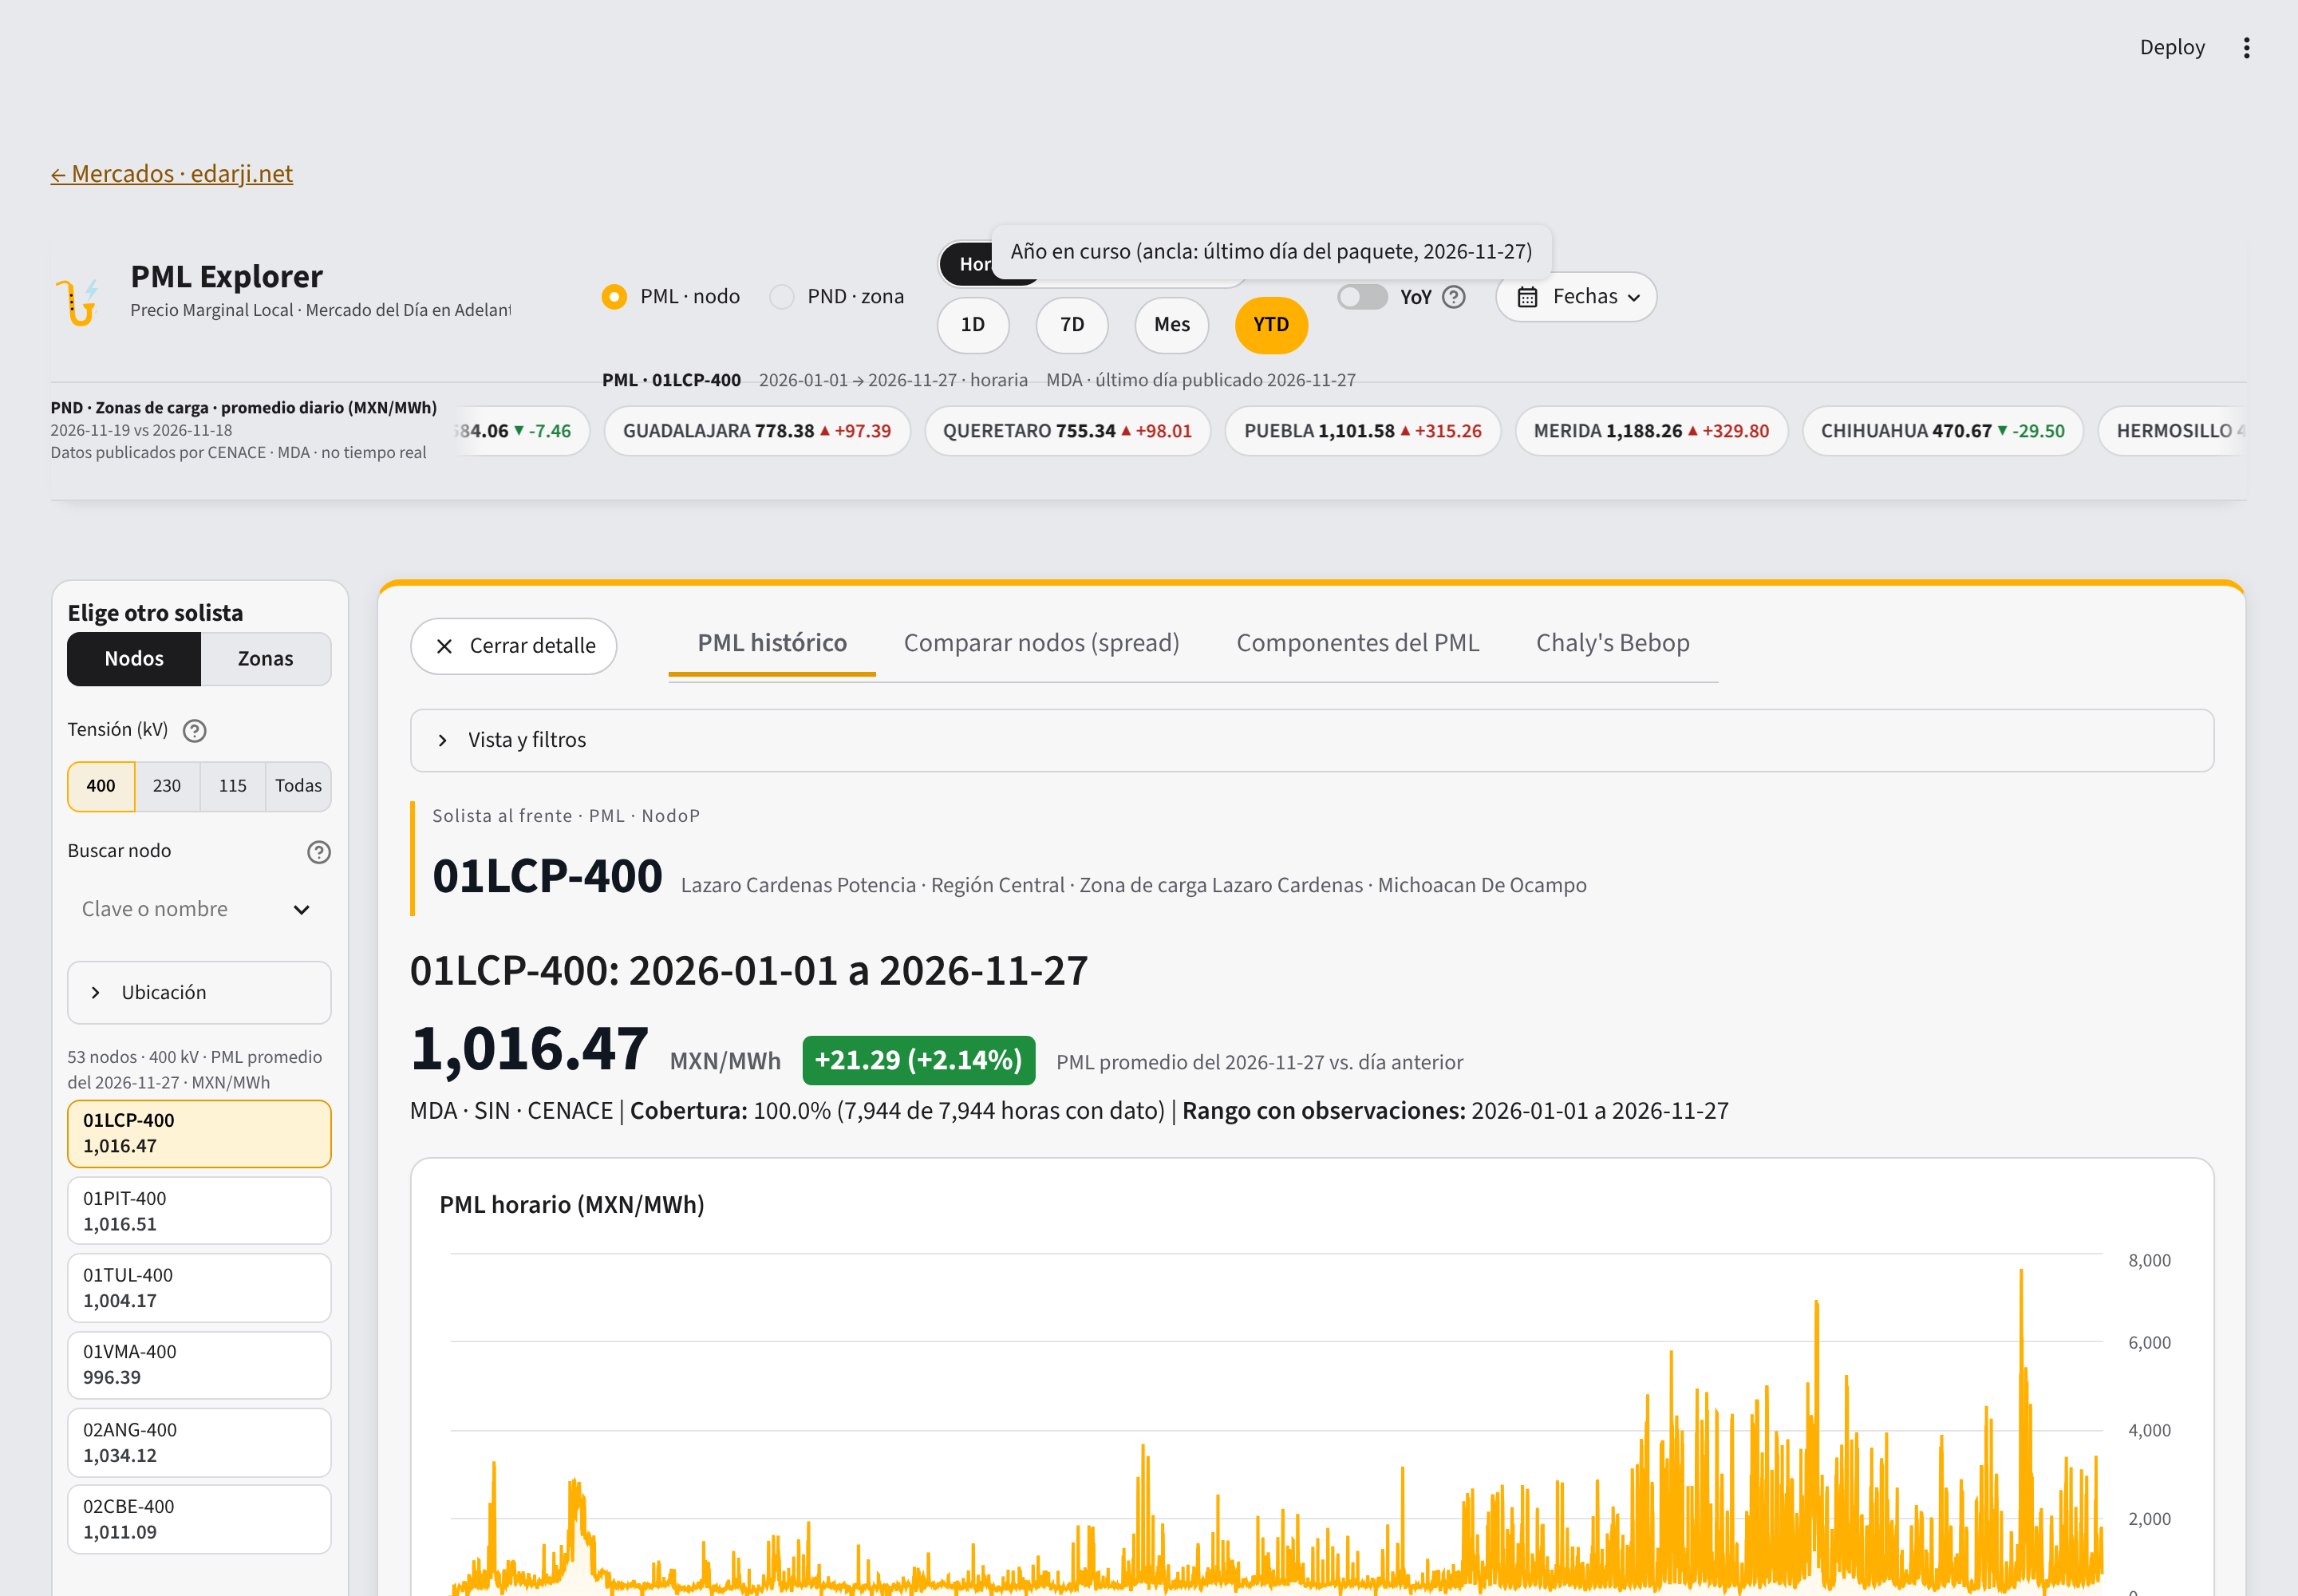 Deploy
← Mercados · edarji.net
PML Explorer
Precio Marginal Local · Mercado del Día en
PML · nodo
PND · zona
Año en curso (ancla: último día del paquete, 2026-11-27)
1D
7D
Mes
YTD
YoY
Fechas
PML · 01LCP-400 2026-01-01 → 2026-11-27 · horaria MDA · último día publicado 2026-11-27
PND · Zonas de carga · promedio diario (MXN/MWh)
2026-11-19 vs 2026-11-18
Datos publicados por CENACE · MDA · no tiempo real
84.06 ▼ -7.46
GUADALAJARA 778.38 ▲ +97.39
QUERETARO 755.34 ▲ +98.01
PUEBLA 1,101.58 ▲ +315.26
MERIDA 1,188.26 ▲ +329.80
CHIHUAHUA 470.67 ▼ -29.50
HERMOSILLO
Elige otro solista
Nodos
Zonas
Tensión (kV)
400
230
115
Todas
Buscar nodo
Clave o nombre
Ubicación
53 nodos · 400 kV · PML promedio
del 2026-11-27 · MXN/MWh
01LCP-400
1,016.47
01PIT-400
1,016.51
01TUL-400
1,004.17
01VMA-400
996.39
02ANG-400
1,034.12
02CBE-400
1,011.09
Cerrar detalle
PML histórico
Comparar nodos (spread)
Componentes del PML
Chaly's Bebop
Vista y filtros
Solista al frente · PML · NodoP
01LCP-400 Lazaro Cardenas Potencia · Región Central · Zona de carga Lazaro Cardenas · Michoacan De Ocampo
01LCP-400: 2026-01-01 a 2026-11-27
1,016.47 MXN/MWh +21.29 (+2.14%) PML promedio del 2026-11-27 vs. día anterior
MDA · SIN · CENACE | Cobertura: 100.0% (7,944 de 7,944 horas con dato) | Rango con observaciones: 2026-01-01 a 2026-11-27
PML horario (MXN/MWh)
8,000
6,000
4,000
2,000